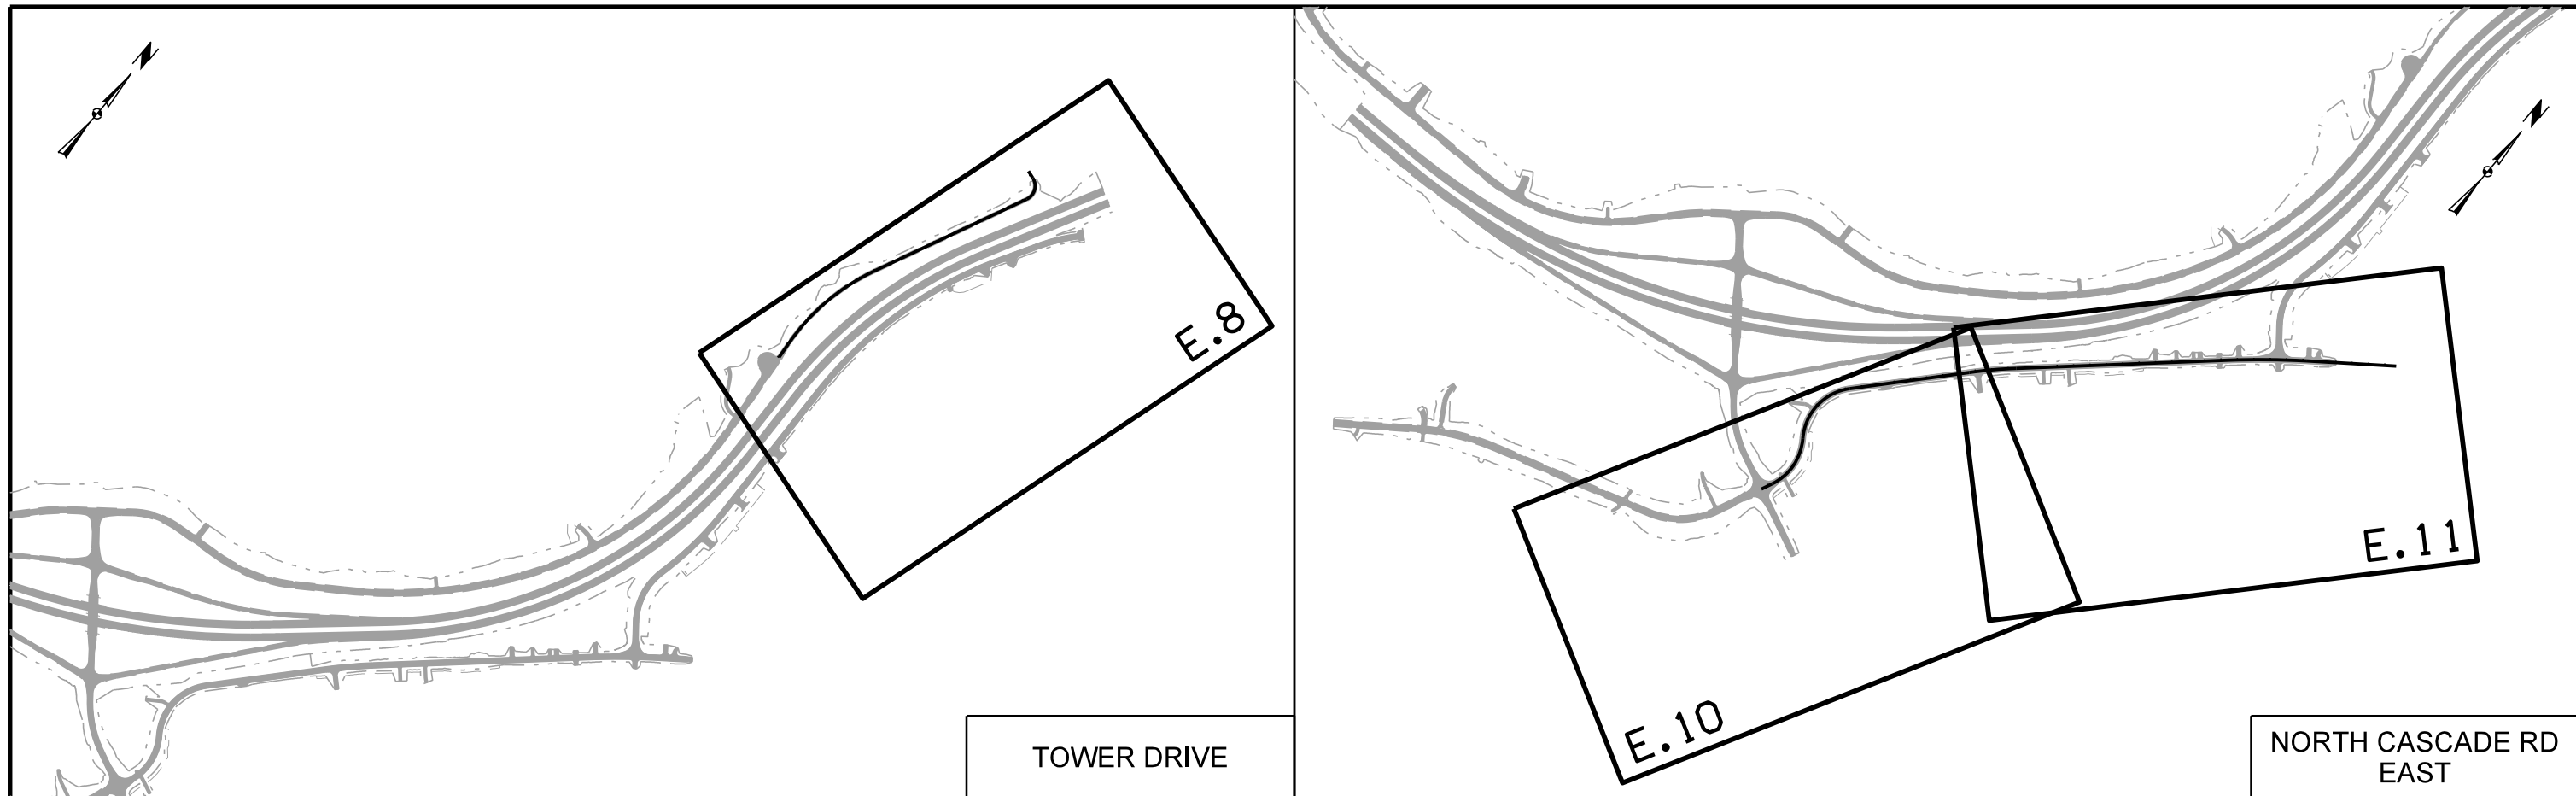 N
N
E.8
E.11
E.10
TOWER DRIVE
NORTH CASCADE RD
EAST